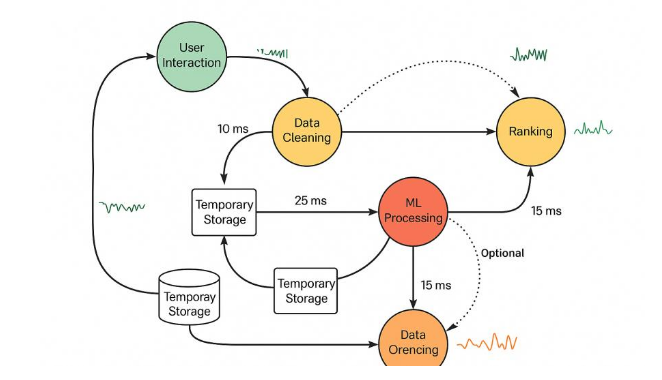 User
Interaction
Data
Cleaning
Ranking
10 ms
Temporary
Storage
25 ms
ML
Processing
15 ms
Optional
Temporary
Storage
15 ms
Temporay
Storage
Data
Orencing